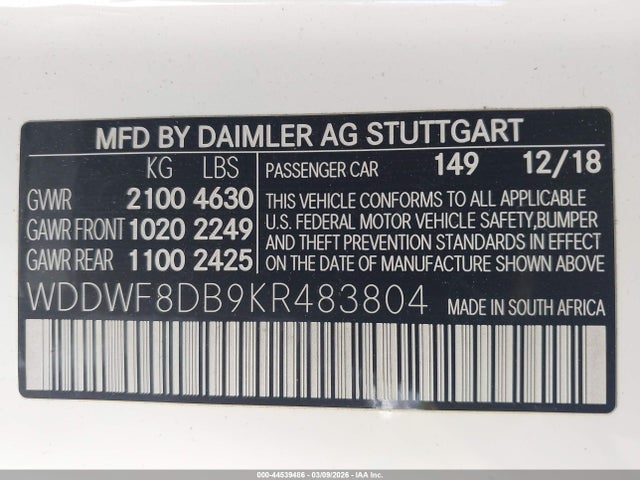 MFD BY DAIMLER AG STUTTGART
KG LBS
GVWR 2100 4630
GAWR FRONT 1020 2249
GAWR REAR 1100 2425
PASSENGER CAR 149 12/18
THIS VEHICLE CONFORMS TO ALL APPLICABLE
U.S. FEDERAL MOTOR VEHICLE SAFETY,BUMPER
AND THEFT PREVENTION STANDARDS IN EFFECT
ON THE DATE OF MANUFACTURE SHOWN ABOVE.
WDDWF8DB9KR483804 MADE IN SOUTH AFRICA
000-44539466 - 03/09/2026 - IAA, Inc.